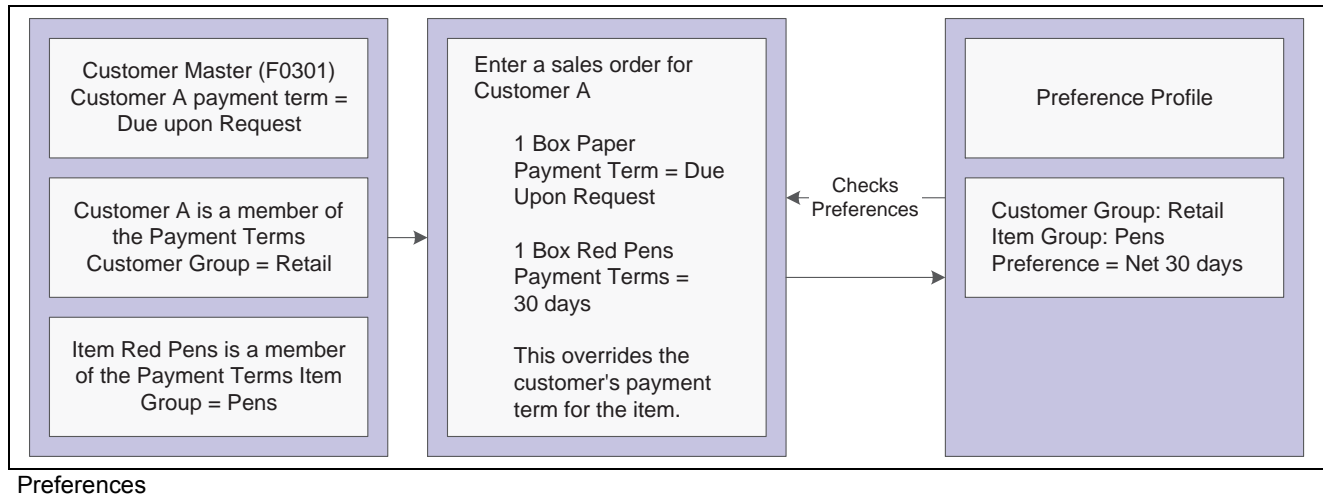 Customer Master (F0301)
Customer A payment term =
Due upon Request
Customer A is a member of
the Payment Terms
Customer Group = Retail
Item Red Pens is a member
of the Payment Terms Item
Group = Pens
Enter a sales order for
Customer A
1 Box Paper
Payment Term = Due
Upon Request
1 Box Red Pens
Payment Terms =
30 days
This overrides the
customer's payment
term for the item.
Checks
Preferences
Preference Profile
Customer Group: Retail
Item Group: Pens
Preference = Net 30 days
Preferences